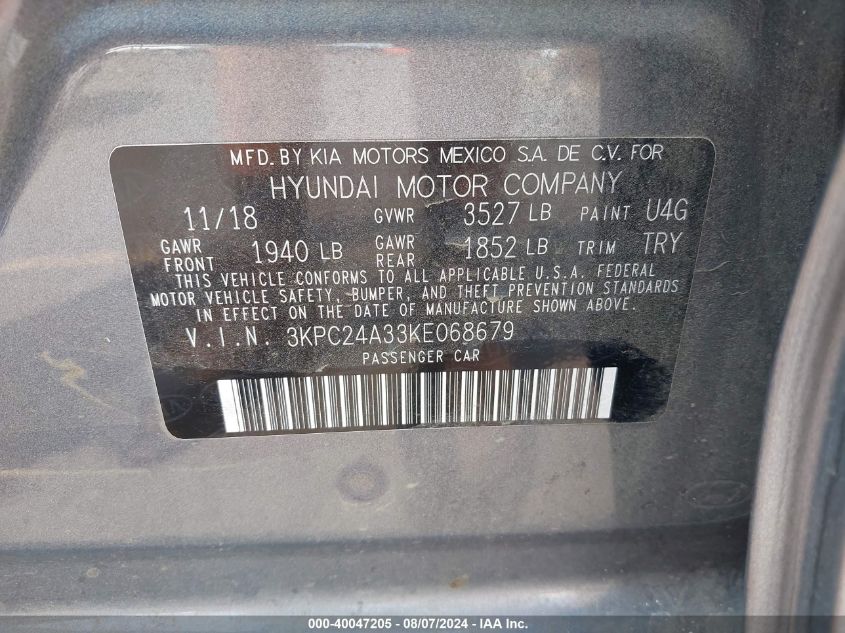 MFD. BY KIA MOTORS MEXICO S.A. DE C.V. FOR
HYUNDAI MOTOR COMPANY
11/18 GVWR 3527 LB PAINT U4G
GAWR FRONT 1940 LB GAWR REAR 1852 LB TRIM TRY
THIS VEHICLE CONFORMS TO ALL APPLICABLE U.S.A. FEDERAL
MOTOR VEHICLE SAFETY, BUMPER, AND THEFT PREVENTION STANDARDS
IN EFFECT ON THE DATE OF MANUFACTURE SHOWN ABOVE.
V.I.N. 3KPC24A33KE068679
PASSENGER CAR
000-40047205 - 08/07/2024 - IAA Inc.